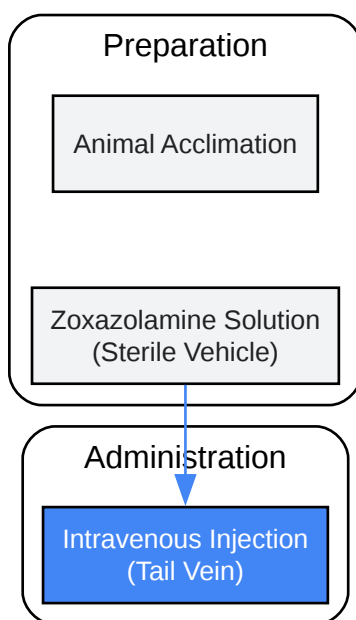 Preparation
Animal Acclimation
Zoxazolamine Solution
(Sterile Vehicle)
Administration
Intravenous Injection
(Tail Vein)